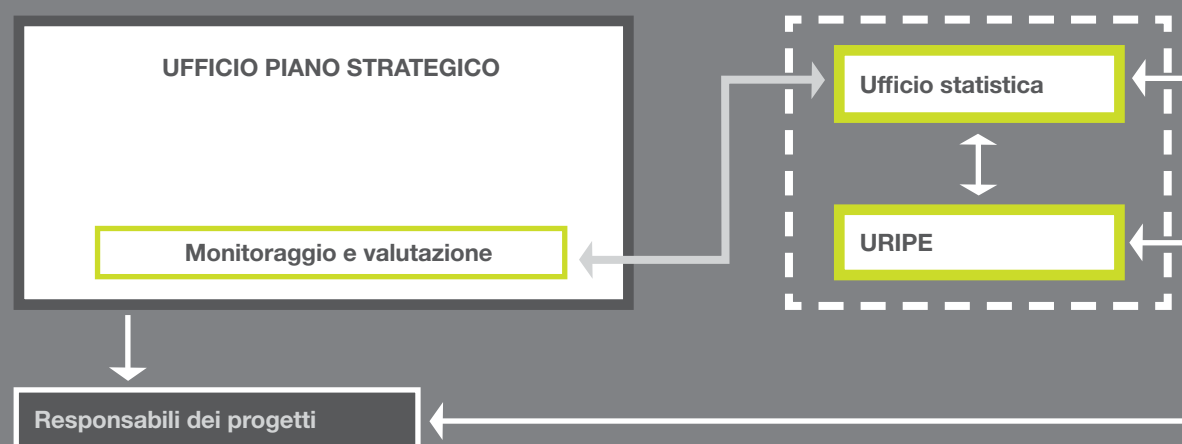 UFFICIO PIANO STRATEGICO
Monitoraggio e valutazione
Ufficio statistica
URIPE
Responsabili dei progetti